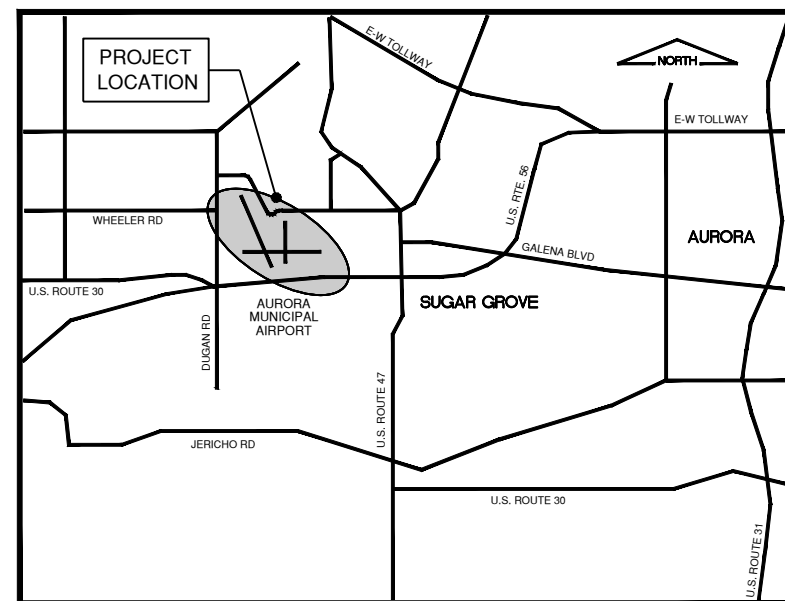 PROJECT
LOCATION
E-W TOLLWAY
NORTH
E-W TOLLWAY
WHEELER RD
U.S. RTE. 56
GALENA BLVD
AURORA
U.S. ROUTE 30
AURORA
MUNICIPAL
AIRPORT
SUGAR GROVE
DUGAN RD
U.S. ROUTE 47
JERICHO RD
U.S. ROUTE 30
U.S. ROUTE 31